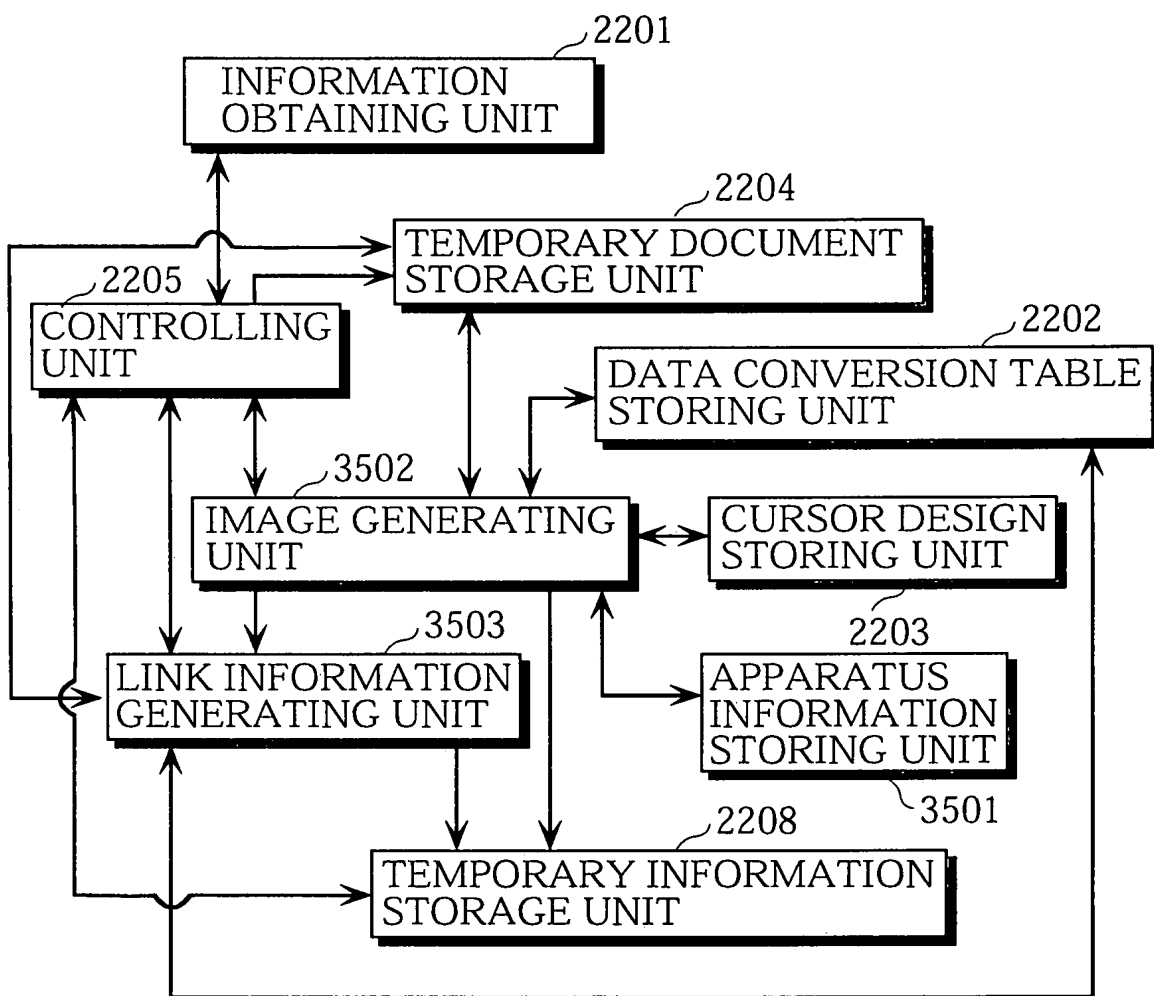 2201
INFORMATION
OBTAINING UNIT
2204
TEMPORARY DOCUMENT
STORAGE UNIT
2205
CONTROLLING
UNIT
2202
DATA CONVERSION TABLE
STORING UNIT
3502
IMAGE GENERATING
UNIT
CURSOR DESIGN
STORING UNIT
2203
3503
LINK INFORMATION
GENERATING UNIT
APPARATUS
INFORMATION
STORING UNIT
3501
2208
TEMPORARY INFORMATION
STORAGE UNIT